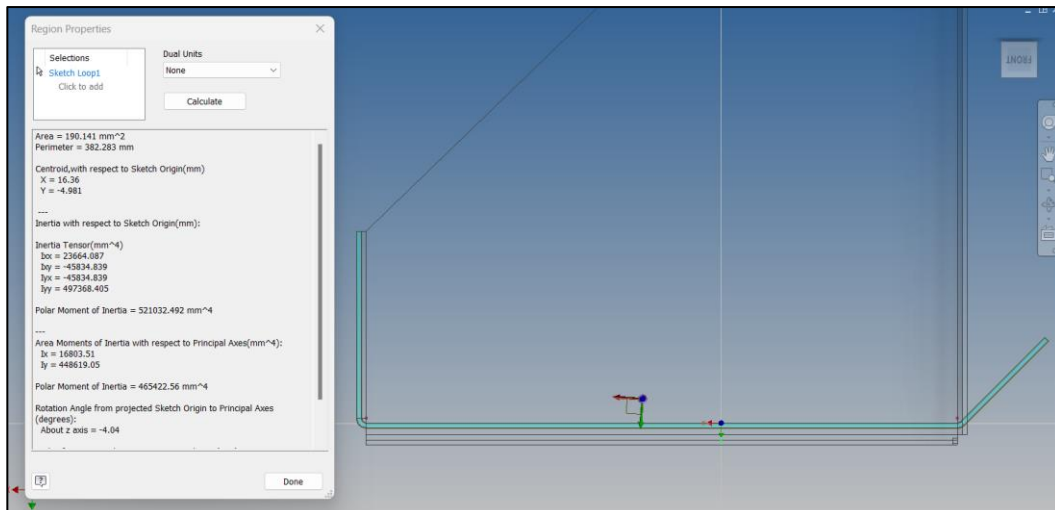 Region Properties
Selections
Sketch Loop1
Click to add
Dual Units
None
Calculate
Area = 190.141 mm^2
Perimeter = 382.283 mm
Centroid,with respect to Sketch Origin(mm)
X = 16.36
Y = -4.981
---
Inertia with respect to Sketch Origin(mm):
Inertia Tensor(mm^4)
Ixx = 23664.087
Ixy = -45834.839
Iyx = -45834.839
Iyy = 497368.405
Polar Moment of Inertia = 521032.492 mm^4
---
Area Moments of Inertia with respect to Principal Axes(mm^4):
Ix = 16803.51
Iy = 448619.05
Polar Moment of Inertia = 465422.56 mm^4
Rotation Angle from projected Sketch Origin to Principal Axes
(degrees):
About z axis = -4.04
Done
FRONT